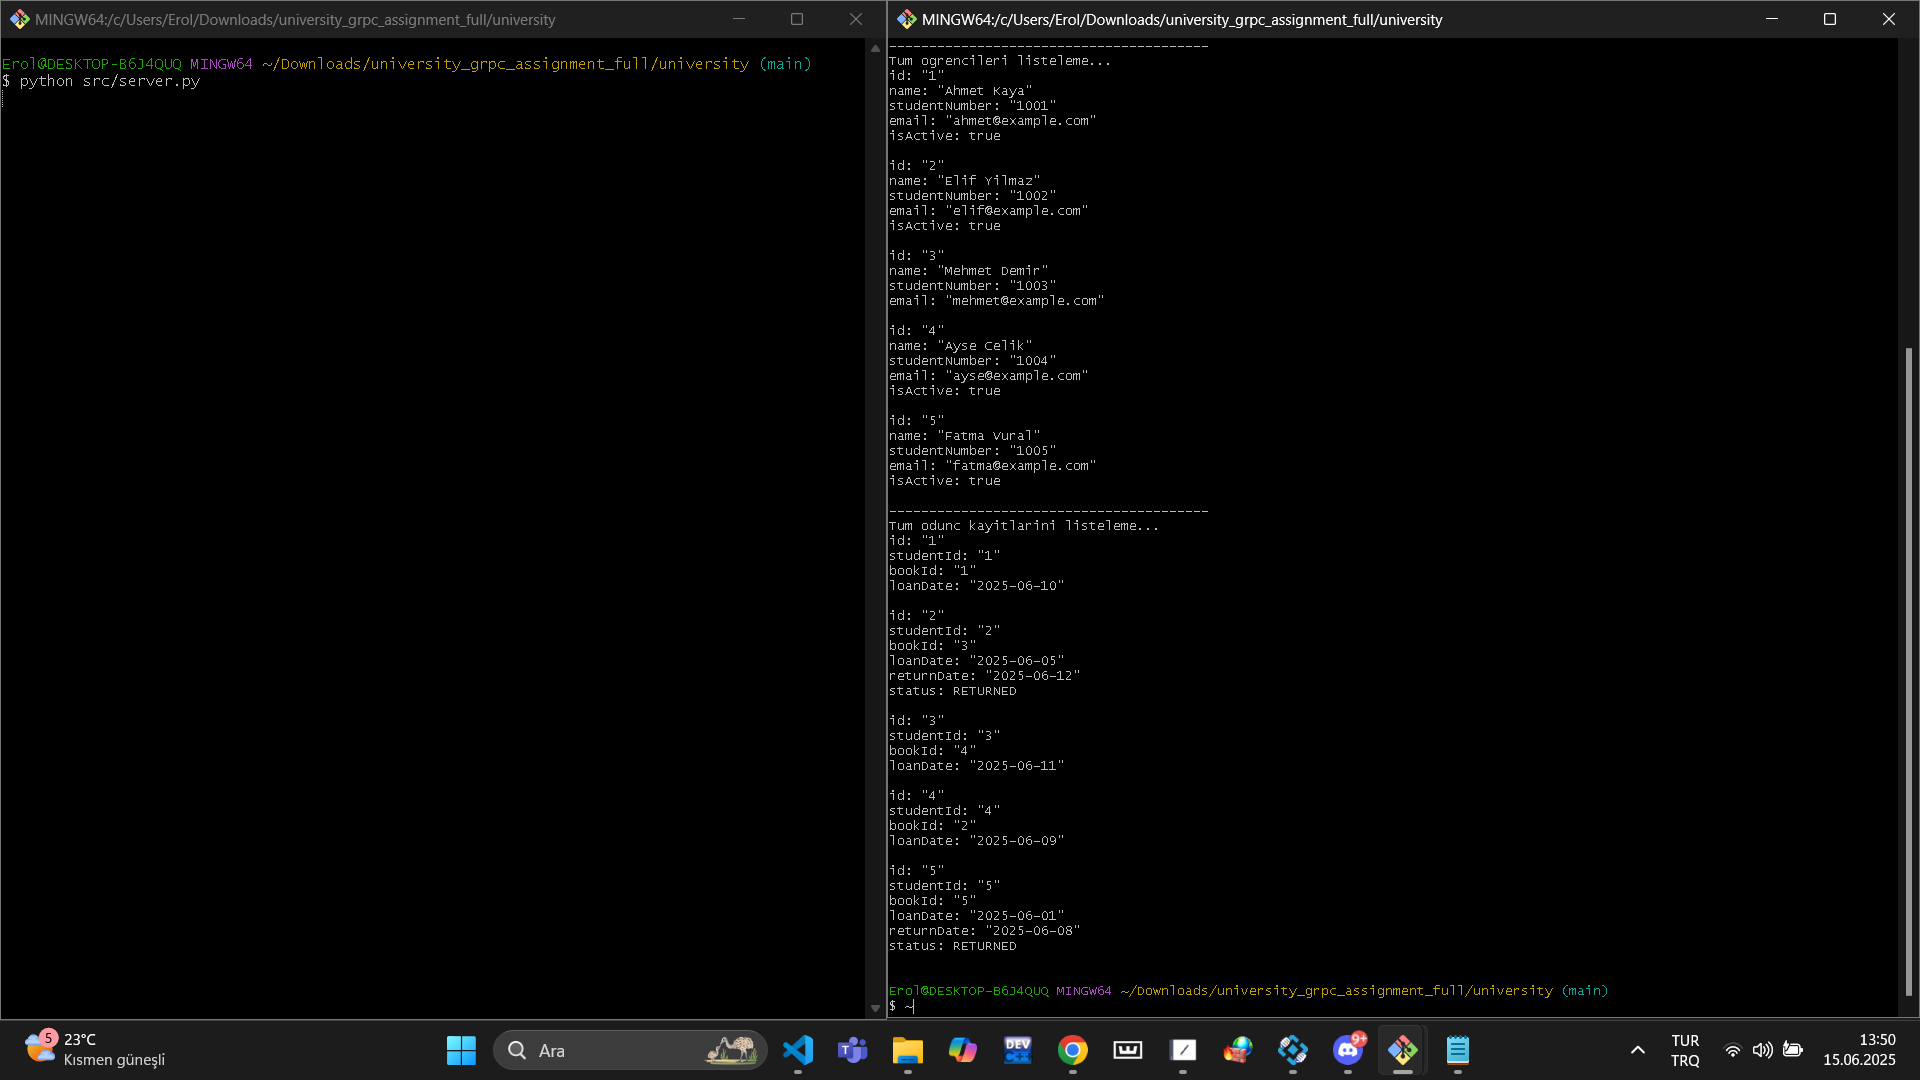 MINGW64:/c/Users/Erol/Downloads/university_grpc_assignment_full/university
Erol@DESKTOP-B6J4QUQ MINGW64 ~/Downloads/university_grpc_assignment_full/university (main)
$ python src/server.py
MINGW64:/c/Users/Erol/Downloads/university_grpc_assignment_full/university
----------------------------------------
Tum ogrencileri listeleme...
id: "1"
name: "Ahmet Kaya"
studentNumber: "1001"
email: "ahmet@example.com"
isActive: true
id: "2"
name: "Elif Yilmaz"
studentNumber: "1002"
email: "elif@example.com"
isActive: true
id: "3"
name: "Mehmet Demir"
studentNumber: "1003"
email: "mehmet@example.com"
id: "4"
name: "Ayse Celik"
studentNumber: "1004"
email: "ayse@example.com"
isActive: true
id: "5"
name: "Fatma Vural"
studentNumber: "1005"
email: "fatma@example.com"
isActive: true
----------------------------------------
Tum odunc kayitlarini listeleme...
id: "1"
studentId: "1"
bookId: "1"
loanDate: "2025-06-10"
id: "2"
studentId: "2"
bookId: "3"
loanDate: "2025-06-05"
returnDate: "2025-06-12"
status: RETURNED
id: "3"
studentId: "3"
bookId: "4"
loanDate: "2025-06-11"
id: "4"
studentId: "4"
bookId: "2"
loanDate: "2025-06-09"
id: "5"
studentId: "5"
bookId: "5"
loanDate: "2025-06-01"
returnDate: "2025-06-08"
status: RETURNED
Erol@DESKTOP-B6J4QUQ MINGW64 ~/Downloads/university_grpc_assignment_full/university (main)
$ ~
5
23°C
Kısmen güneşli
Ara
DEV
9+
TUR
TRQ
13:50
15.06.2025